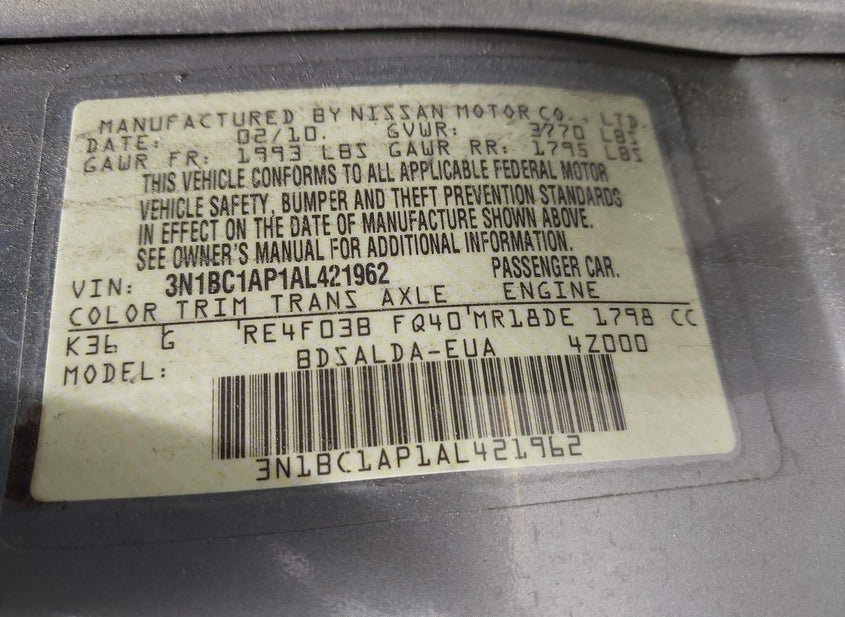 MANUFACTURED BY NISSAN MOTOR CO., LTD.
DATE: 02/10. GVWR: 3770 LBS
GAWR FR: 1993 LBS GAWR RR: 1795 LBS
THIS VEHICLE CONFORMS TO ALL APPLICABLE FEDERAL MOTOR
VEHICLE SAFETY, BUMPER AND THEFT PREVENTION STANDARDS
IN EFFECT ON THE DATE OF MANUFACTURE SHOWN ABOVE.
SEE OWNER'S MANUAL FOR ADDITIONAL INFORMATION.
VIN: 3N1BC1AP1AL421962 PASSENGER CAR.
COLOR TRIM TRANS AXLE ENGINE
K36 G RE4F03B FQ40 MR18DE 1798 CC
MODEL: BDSALDA-EUA 4Z000
3N1BC1AP1AL421962